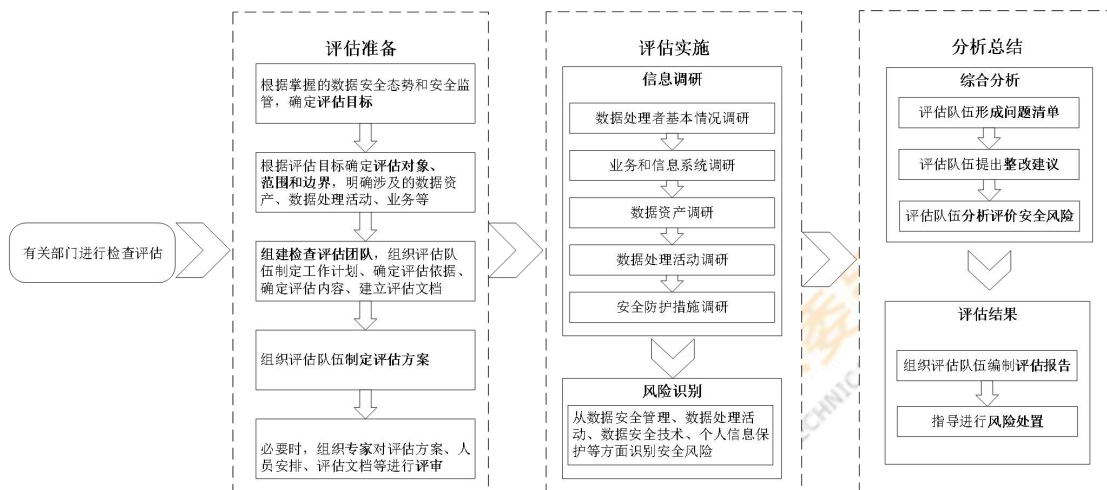 有关部门进行检查评估
评估准备
根据掌握的数据安全态势和安全监
管，确定评估目标
根据评估目标确定评估对象、
范围和边界，明确涉及的数据资
产、数据处理活动、业务等
组建检查评估团队，组织评估队
伍制定工作计划、确定评估依据、
确定评估内容、建立评估文档
组织评估队伍制定评估方案
必要时，组织专家对评估方案、人
员安排、评估文档等进行评审
评估实施
信息调研
数据处理者基本情况调研
业务和信息系统调研
数据资产调研
数据处理活动调研
安全防护措施调研
风险识别
从数据安全管理、数据处理活
动、数据安全技术、个人信息保
护等方面识别安全风险
分析总结
综合分析
评估队伍形成问题清单
评估队伍提出整改建议
评估队伍分析评价安全风险
评估结果
组织评估队伍编制评估报告
指导进行风险处置